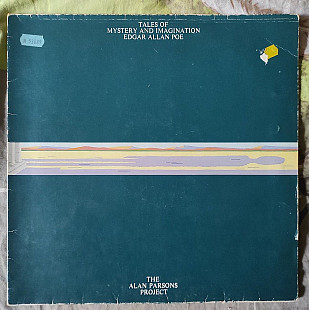 TALES OF
MYSTERY AND IMAGINATION
EDGAR ALLAN POE
THE
ALAN PARSONS
PROJECT